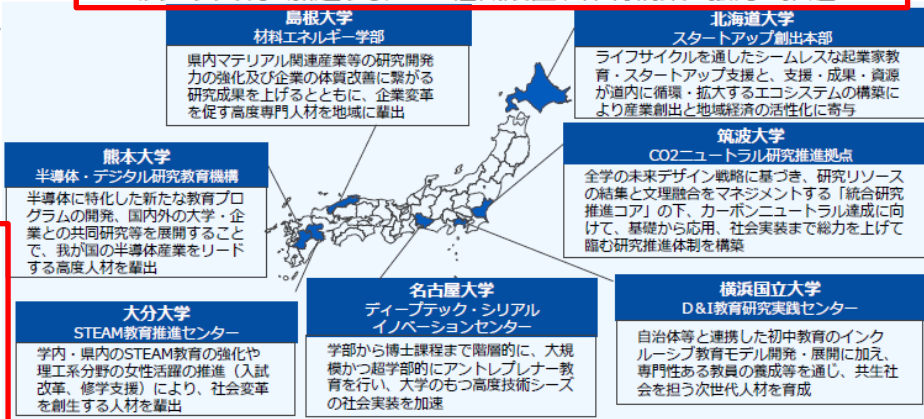 島根大学
材料エネルギー学部
県内マテリアル関連産業等の研究開発
力の強化及び企業の体質改善に繋がる
研究成果を上げるとともに、企業変革
を促す高度専門人材を地域に輩出
北海道大学
スタートアップ創出本部
ライフサイクルを通したシームレスな起業家教
育・スタートアップ支援と、支援・成果・資源
が道内に循環・拡大するエコシステムの構築に
より産業創出と地域経済の活性化に寄与
熊本大学
半導体・デジタル研究教育機構
半導体に特化した新たな教育プロ
グラムの開発、国内外の大学・企
業との共同研究等を展開すること
で、我が国の半導体産業をリード
する高度人材を輩出
筑波大学
CO2ニュートラル研究推進拠点
全学の未来デザイン戦略に基づき、研究リソース
の結集と文理融合をマネジメントする「統合研究
推進コア」の下、カーボンニュートラル達成に向
けて、基礎から応用、社会実装まで総力を上げて
臨む研究推進体制を構築
大分大学
STEAM教育推進センター
学内・県内のSTEAM教育の強化や
理工系分野の女性活躍の推進（入試
改革、修学支援）により、社会変革
を創生する人材を輩出
名古屋大学
ディープテック・シリアル
イノベーションセンター
学部から博士課程まで階層的に、大規
模かつ超学部的にアントレプレナー教
育を行い、大学のもつ高度技術シーズ
の社会実装を加速
横浜国立大学
D&I教育研究実践センター
自治体等と連携した初中教育のインク
ルーシブ教育モデル開発・展開に加え、
専門性ある教員の養成等を通じ、共生社
会を担う次世代人材を育成